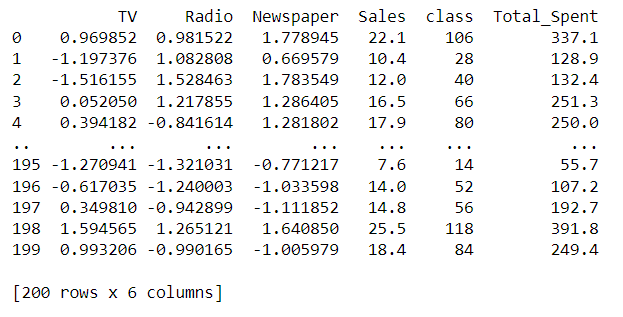 TV Radio Newspaper Sales class Total_Spent
0 0.969852 0.981522 1.778945 22.1 106 337.1
1 -1.197376 1.082808 0.669579 10.4 28 128.9
2 -1.516155 1.528463 1.783549 12.0 40 132.4
3 0.052050 1.217855 1.286405 16.5 66 251.3
4 0.394182 -0.841614 1.281802 17.9 80 250.0
.. ... ... ... ... ... ...
195 -1.270941 -1.321031 -0.771217 7.6 14 55.7
196 -0.617035 -1.240003 -1.033598 14.0 52 107.2
197 0.349810 -0.942899 -1.111852 14.8 56 192.7
198 1.594565 1.265121 1.640850 25.5 118 391.8
199 0.993206 -0.990165 -1.005979 18.4 84 249.4
[200 rows x 6 columns]